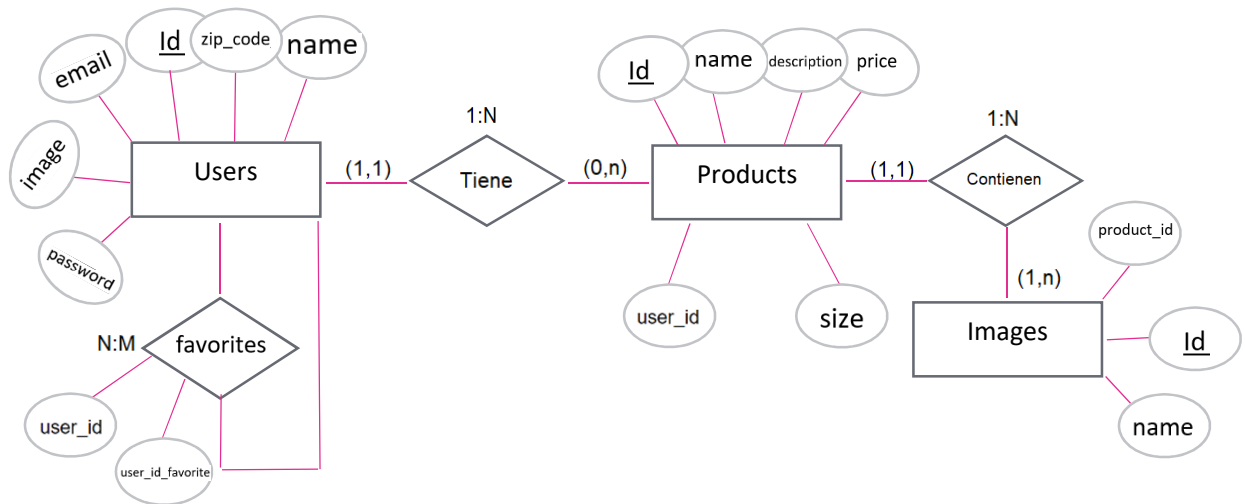 email
Id
zip_code
name
image
password
Users
(1,1)
1:N
Tiene
(0,n)
Id
name
description
price
Products
(1,1)
1:N
Contienen
(1,n)
user_id
size
product_id
Images
Id
name
N:M
favorites
user_id
user_id_favorite